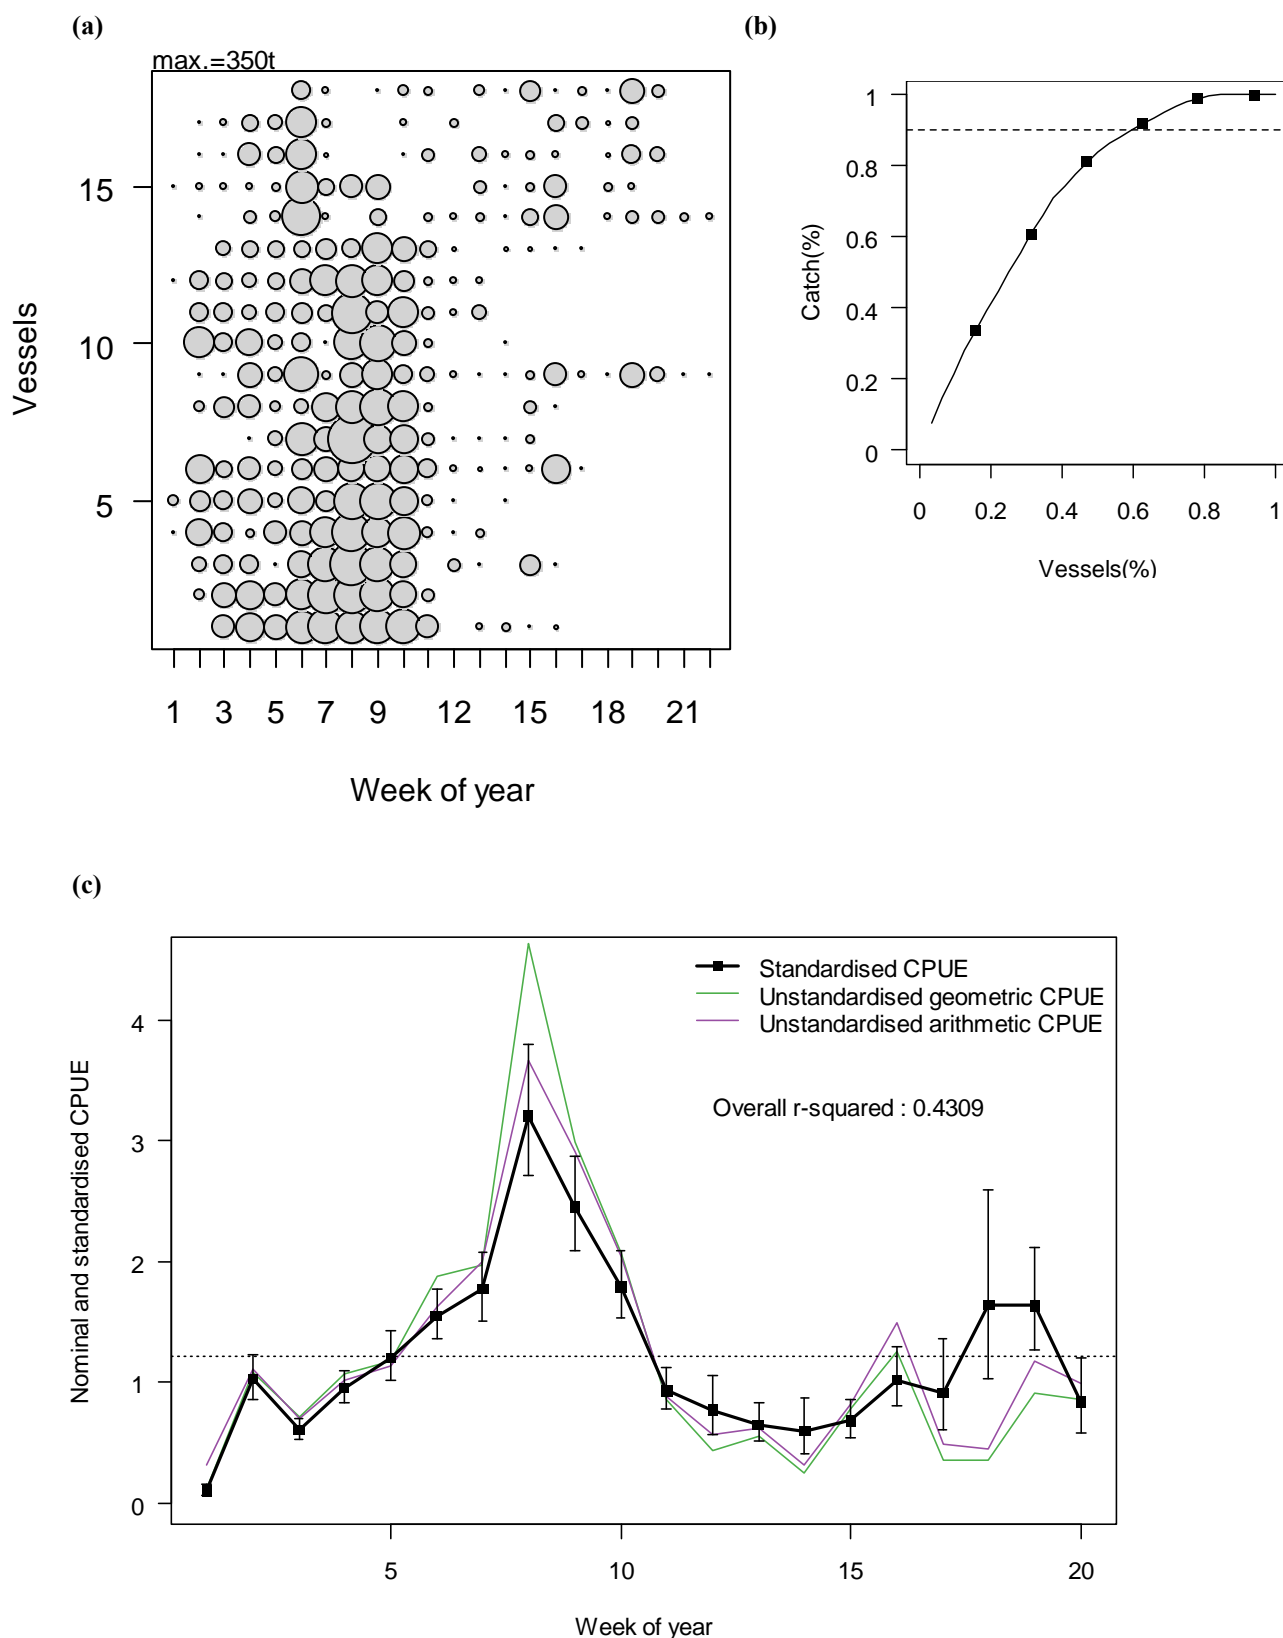 (a)
max.=350t
Vessels
15
10
5
1 3 5 7 9 12 15 18 21
Week of year
(b)
Catch(%)
1
0.8
0.6
0.4
0.2
0
0 0.2 0.4 0.6 0.8 1
Vessels(%)
(c)
Nominal and standardised CPUE
4
3
2
1
0
Standardised CPUE
Unstandardised geometric CPUE
Unstandardised arithmetic CPUE
Overall r-squared : 0.4309
5 10 15 20
Week of year